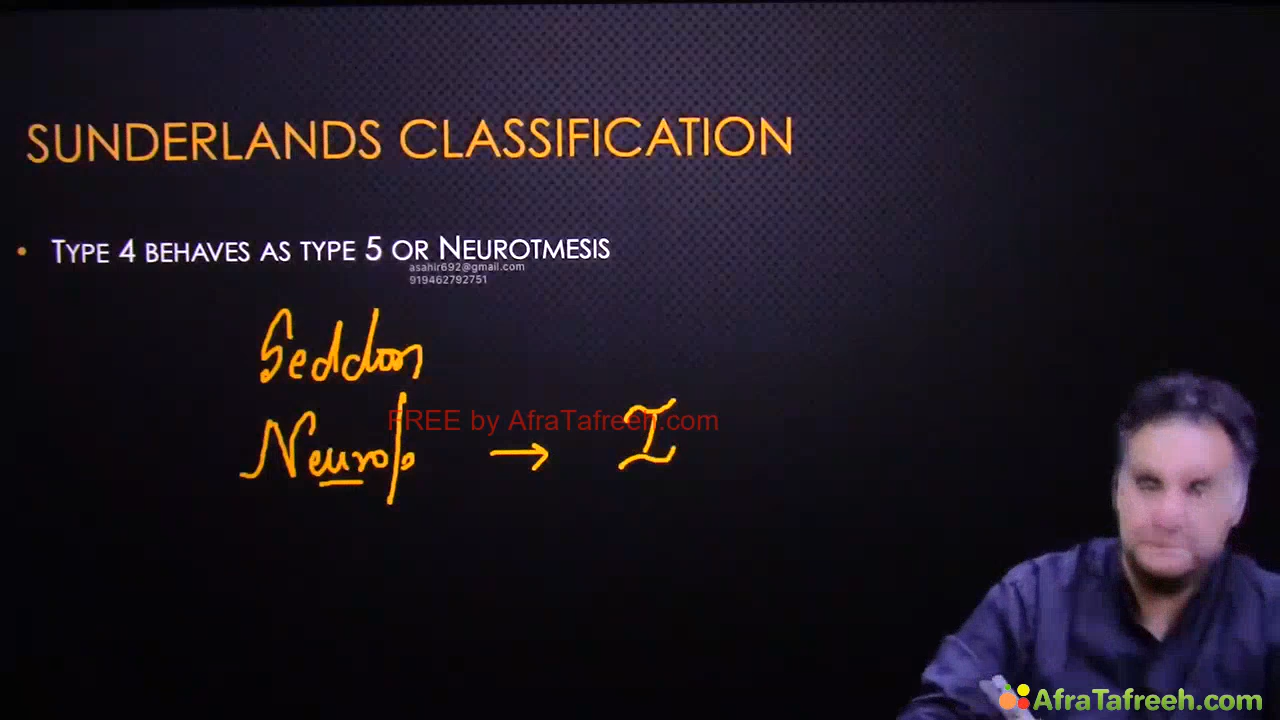 SUNDERLANDS CLASSIFICATION
• TYPE 4 BEHAVES AS TYPE 5 OR NEUROTMESIS
asahir692@gmail.com
919462792751
Seddon
FREE by AfraTafreeh.com
Neurop → I
AfraTafreeh.com